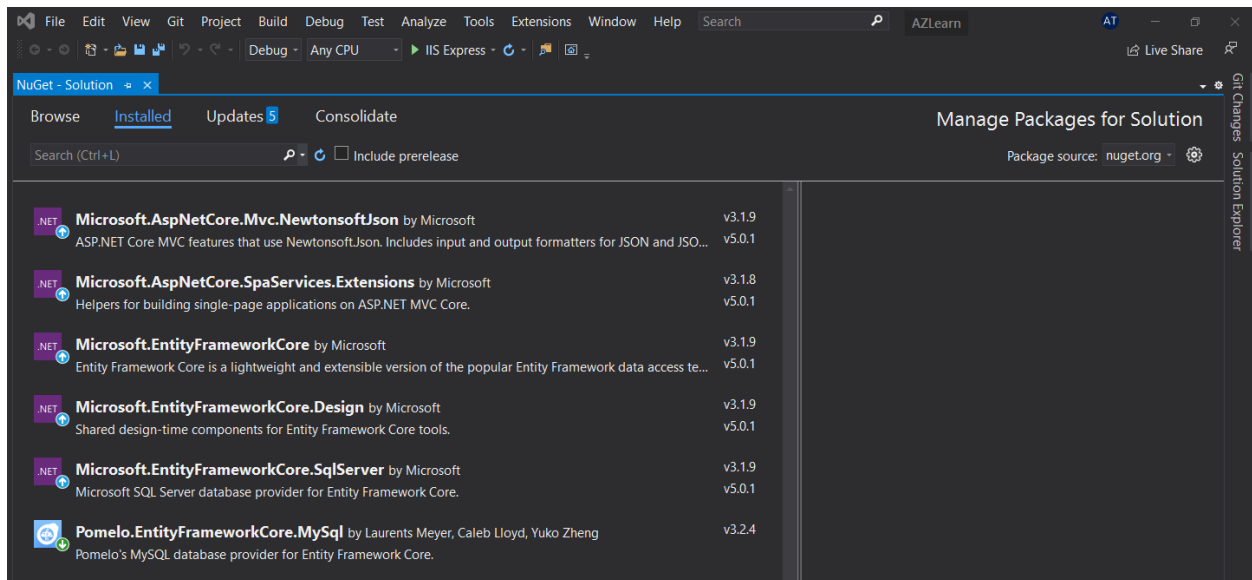 File Edit View Git Project Build Debug Test Analyze Tools Extensions Window Help Search AZLearn AT
Debug Any CPU IIS Express Live Share
NuGet - Solution
Browse Installed Updates 5 Consolidate Manage Packages for Solution
Search (Ctrl+L) Include prerelease Package source: nuget.org
.NET Microsoft.AspNetCore.Mvc.NewtonsoftJson by Microsoft v3.1.9
ASP.NET Core MVC features that use Newtonsoft.Json. Includes input and output formatters for JSON and JSO... v5.0.1
.NET Microsoft.AspNetCore.SpaServices.Extensions by Microsoft v3.1.8
Helpers for building single-page applications on ASP.NET MVC Core. v5.0.1
.NET Microsoft.EntityFrameworkCore by Microsoft v3.1.9
Entity Framework Core is a lightweight and extensible version of the popular Entity Framework data access te... v5.0.1
.NET Microsoft.EntityFrameworkCore.Design by Microsoft v3.1.9
Shared design-time components for Entity Framework Core tools. v5.0.1
.NET Microsoft.EntityFrameworkCore.SqlServer by Microsoft v3.1.9
Microsoft SQL Server database provider for Entity Framework Core. v5.0.1
Pomelo.EntityFrameworkCore.MySql by Laurents Meyer, Caleb Lloyd, Yuko Zheng v3.2.4
Pomelo's MySQL database provider for Entity Framework Core.
Git Changes
Solution Explorer